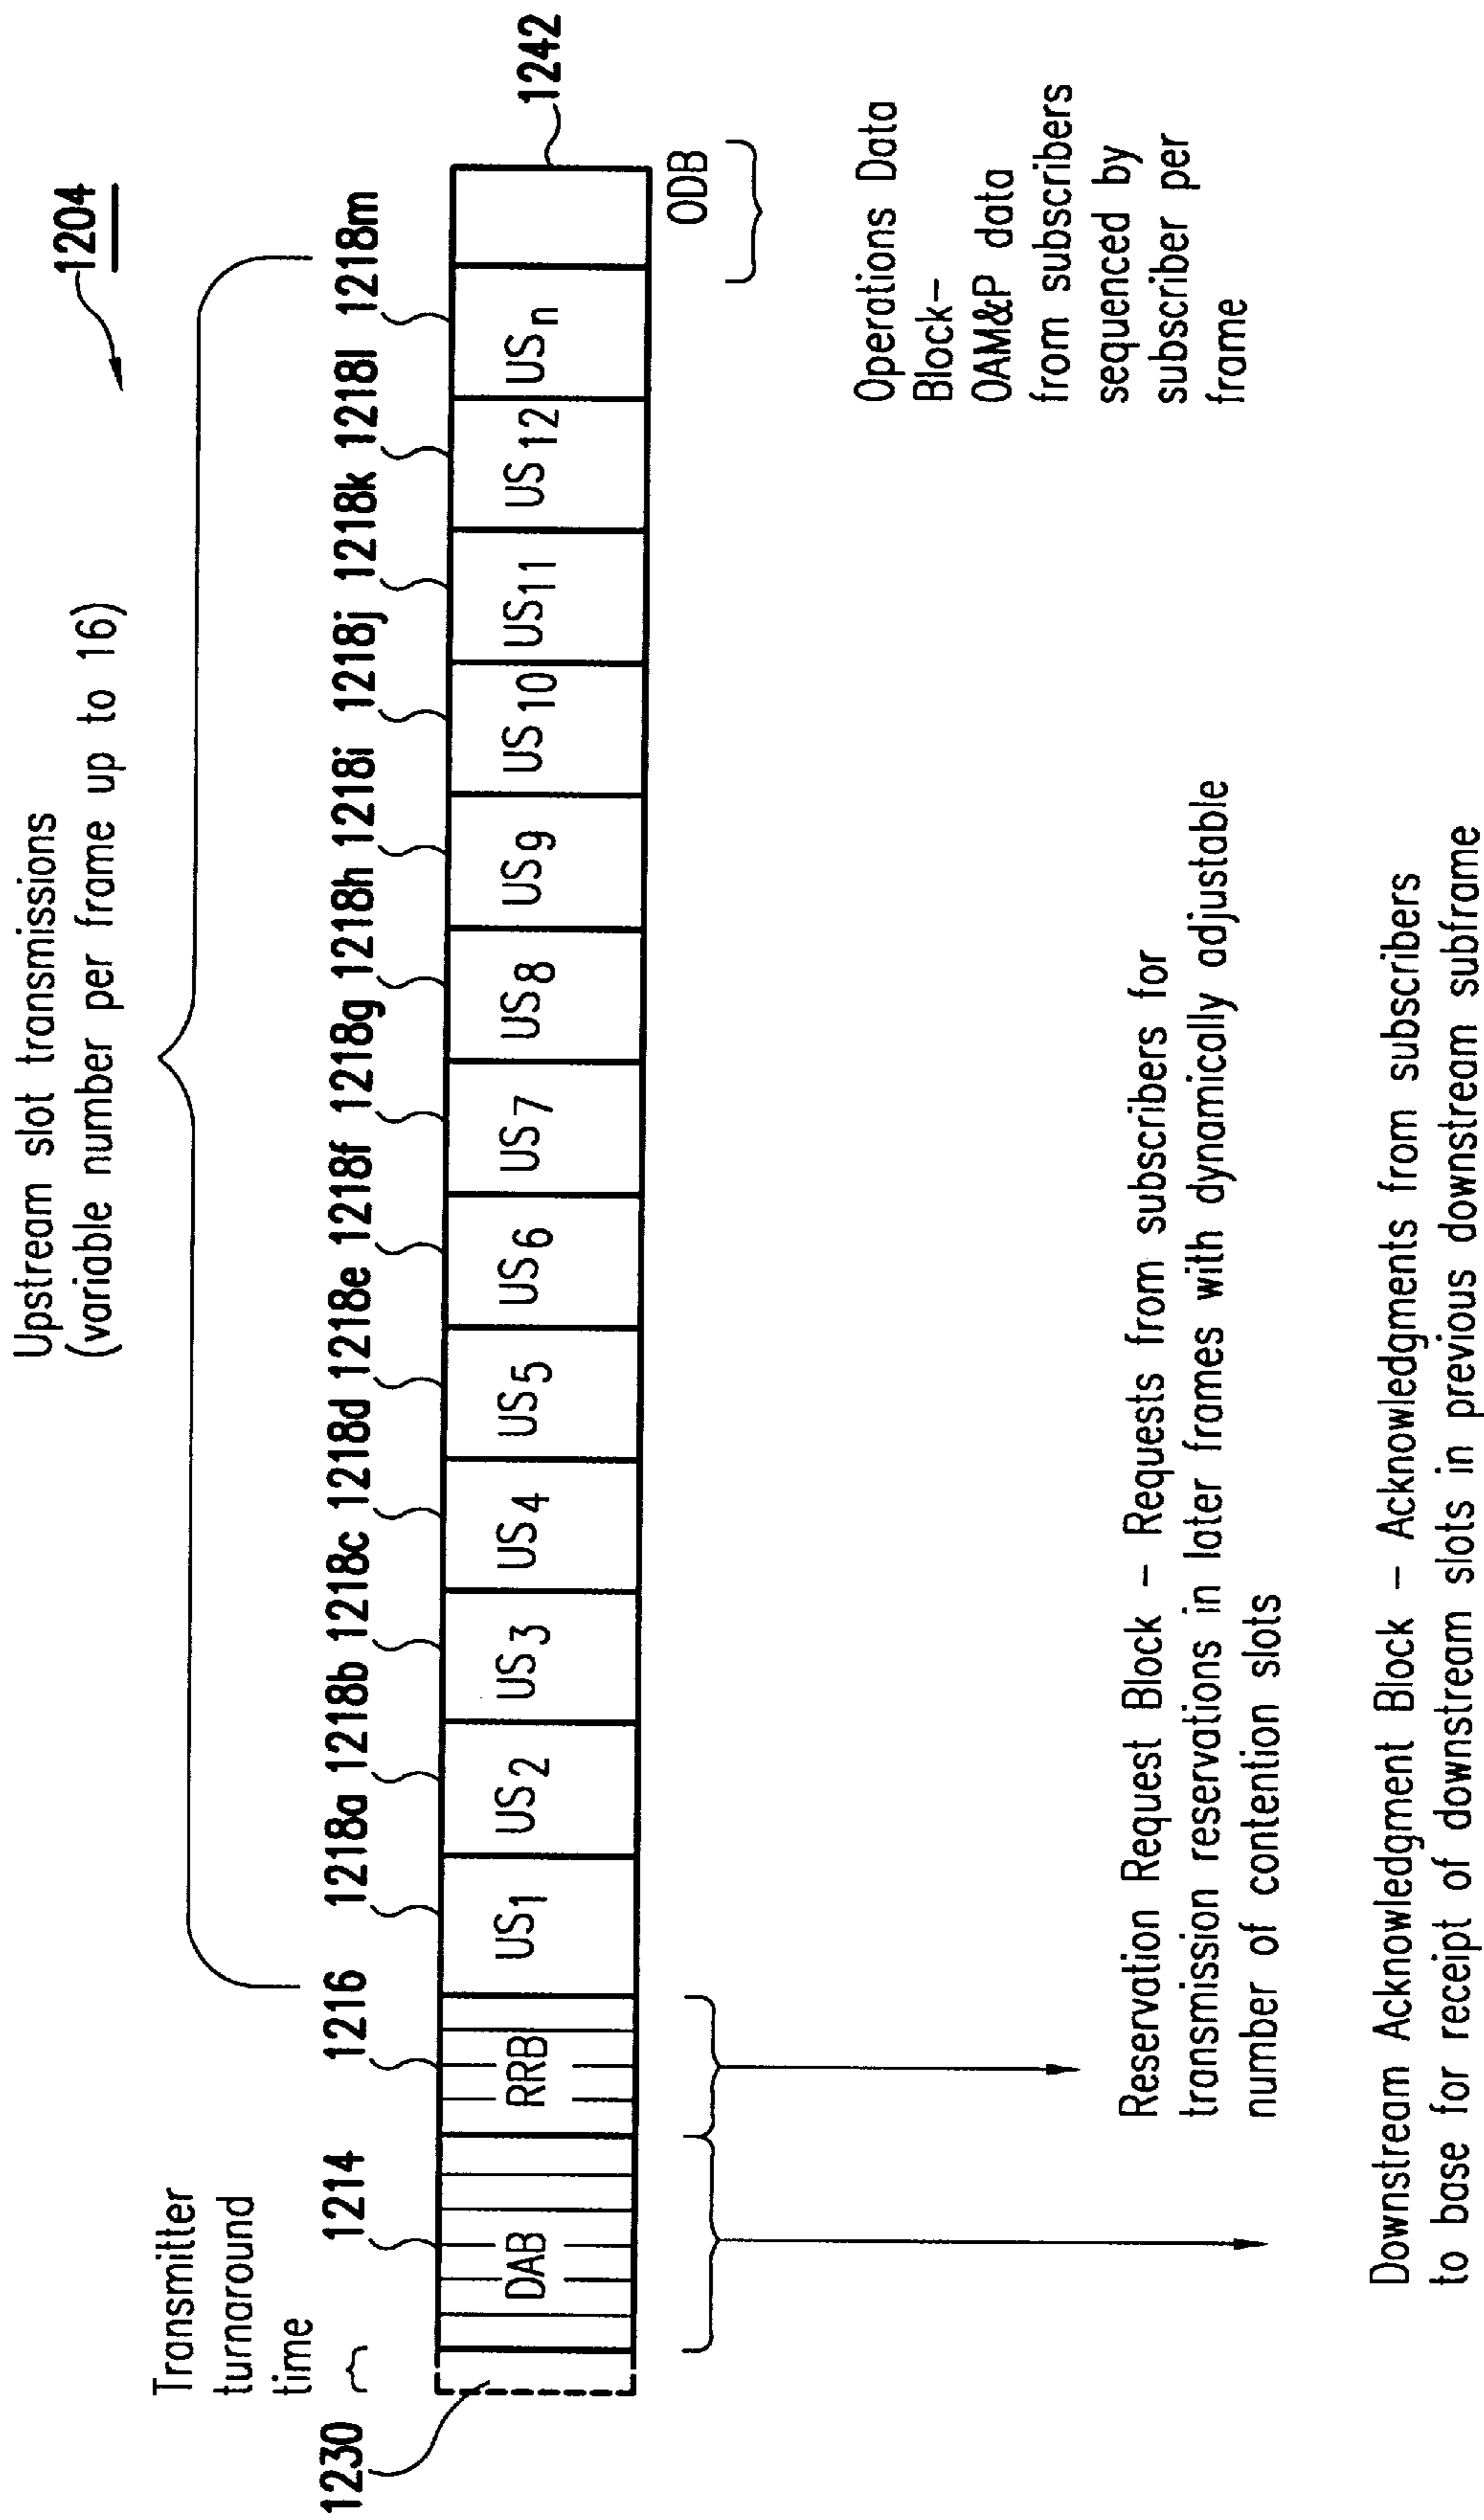 Upstream slot transmissions
(variable number per frame up to 16)
1204
Transmitter
turnaround
time
1230
1214
1216
1218a
1218b
1218c
1218d
1218e
1218f
1218g
1218h
1218i
1218j
1218k
1218l
1218m
1242
DAB
RRB
US1
US2
US3
US4
US5
US6
US7
US8
US9
US10
US11
US12
USn
ODB
Operations Data
Block–
OAM&P data
from subscribers
sequenced by
subscriber per
frame
Reservation Request Block – Requests from subscribers for
transmission reservations in later frames with dynamically adjustable
number of contention slots
Downstream Acknowledgment Block – Acknowledgments from subscribers
to base for receipt of downstream slots in previous downstream subframe